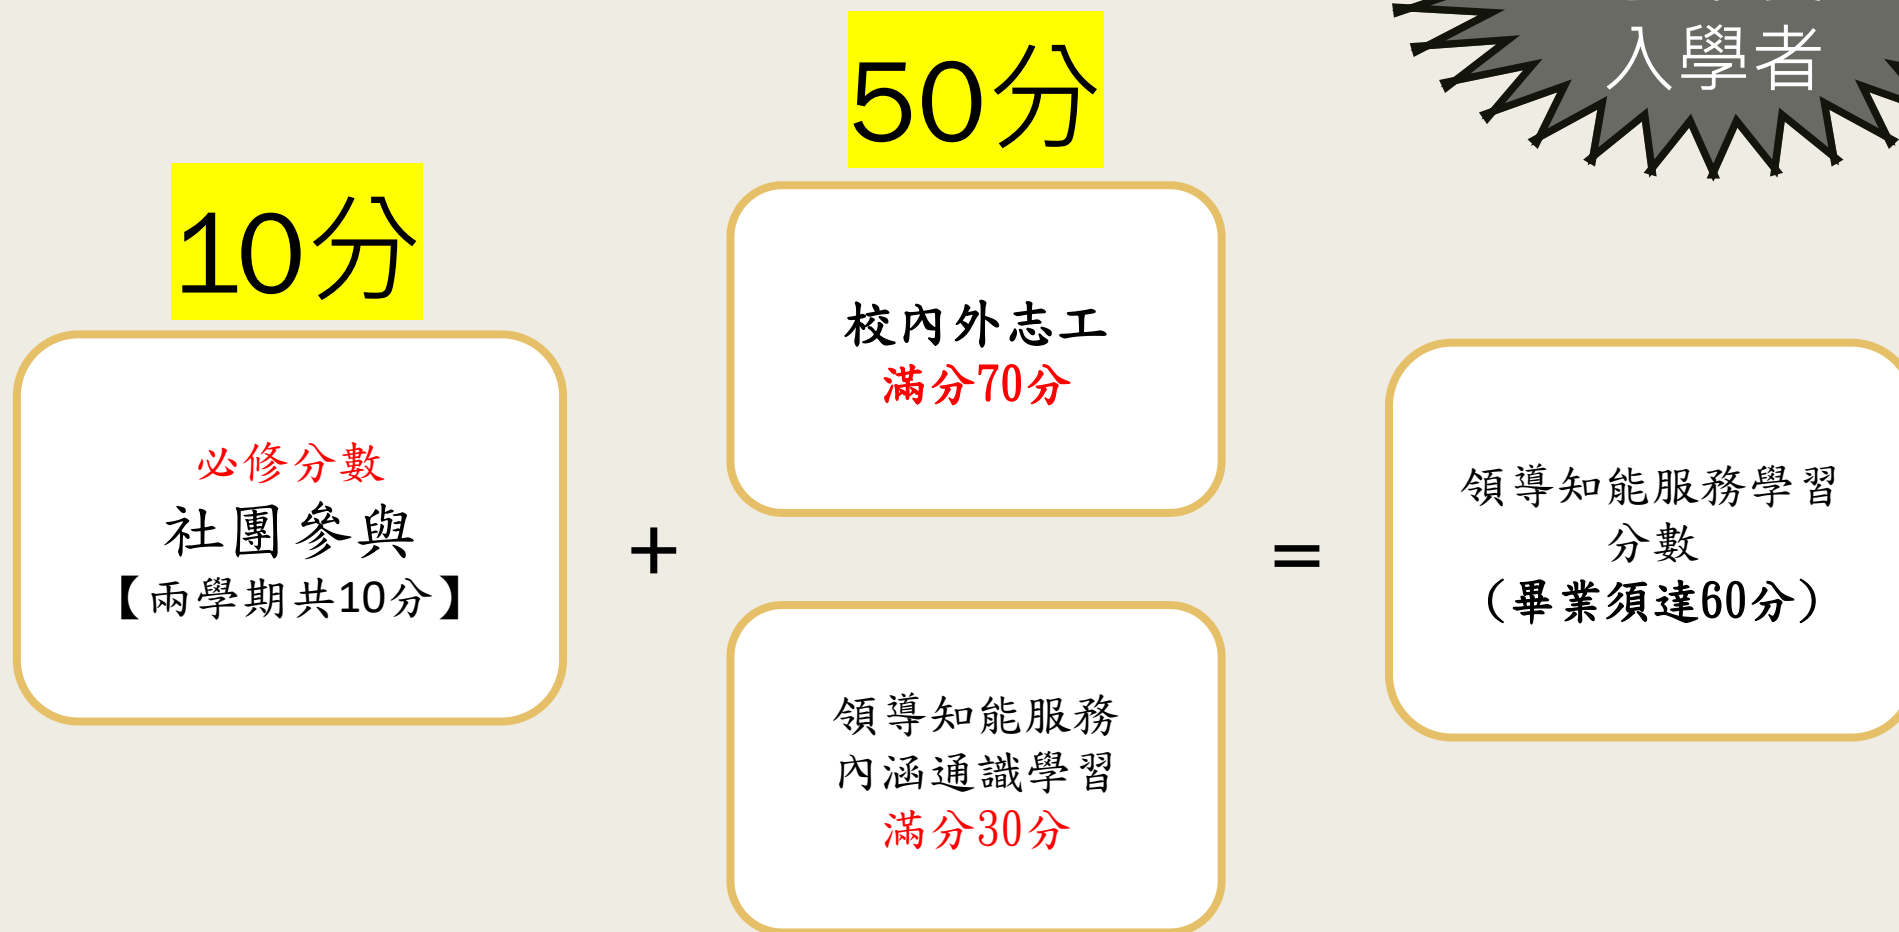 入學者
50分
10分
校內外志工
滿分70分
必修分數
社團參與
【兩學期共10分】
+
領導知能服務
內涵通識學習
滿分30分
=
領導知能服務學習
分數
(畢業須達60分)